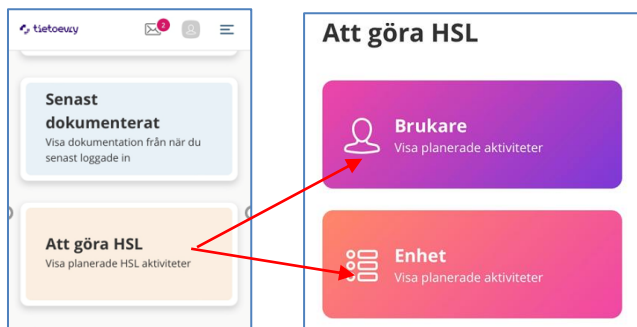 tietoevry
2
Senast
dokumenterat
Visa dokumentation från när du
senast loggade in
Att göra HSL
Visa planerade HSL aktiviteter
Att göra HSL
Brukare
Visa planerade aktiviteter
Enhet
Visa planerade aktiviteter